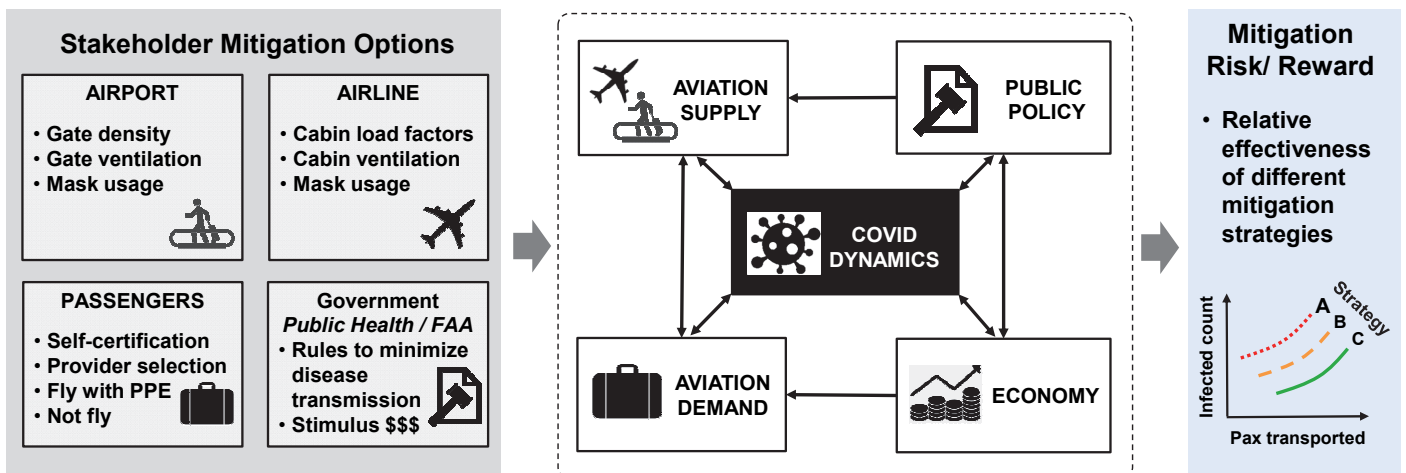 Stakeholder Mitigation Options
AIRPORT
• Gate density
• Gate ventilation
• Mask usage
AIRLINE
• Cabin load factors
• Cabin ventilation
• Mask usage
PASSENGERS
• Self-certification
• Provider selection
• Fly with PPE
• Not fly
Government
Public Health / FAA
• Rules to minimize
disease
transmission
• Stimulus $$$
AVIATION
SUPPLY
PUBLIC
POLICY
COVID
DYNAMICS
AVIATION
DEMAND
ECONOMY
Mitigation
Risk/ Reward
• Relative
effectiveness
of different
mitigation
strategies
Infected count
A
B
C
Strategy
Pax transported